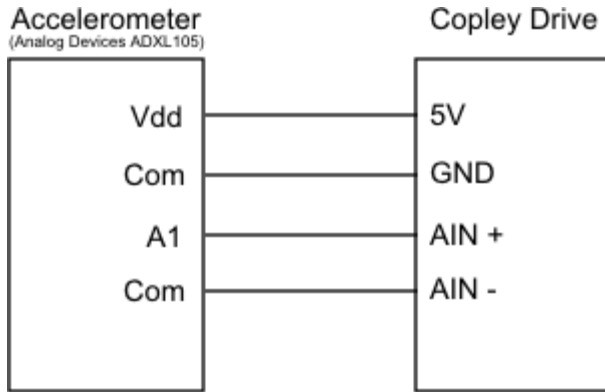 Accelerometer
(Analog Devices ADXL105)
Copley Drive
Vdd
5V
Com
GND
A1
AIN +
Com
AIN -